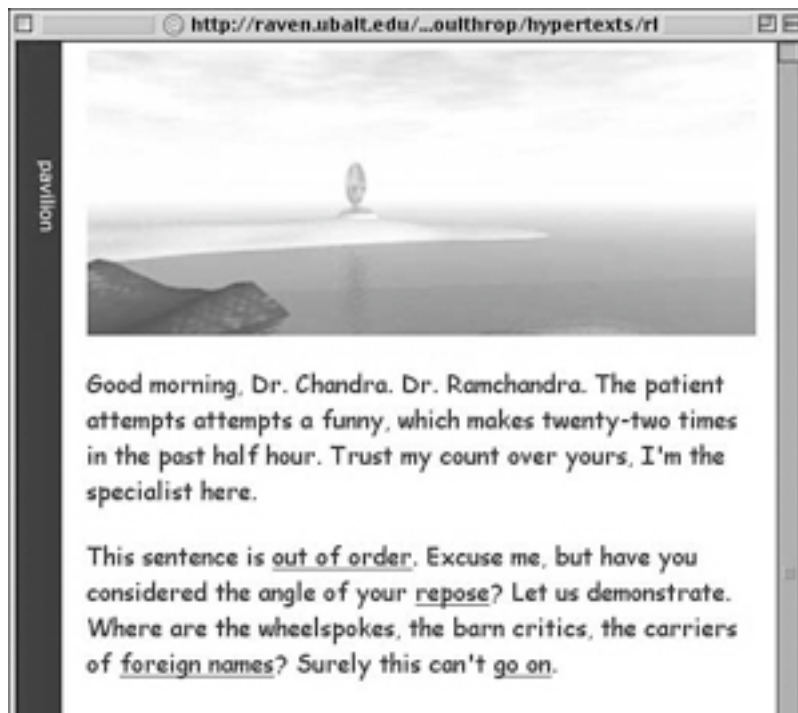 http://raven.ubalt.edu/...oulthrop/hypertexts/rl
pavilion
Good morning, Dr. Chandra. Dr. Ramchandra. The patient
attempts attempts a funny, which makes twenty-two times
in the past half hour. Trust my count over yours, I'm the
specialist here.
This sentence is out of order. Excuse me, but have you
considered the angle of your repose? Let us demonstrate.
Where are the wheelspokes, the barn critics, the carriers
of foreign names? Surely this can't go on.